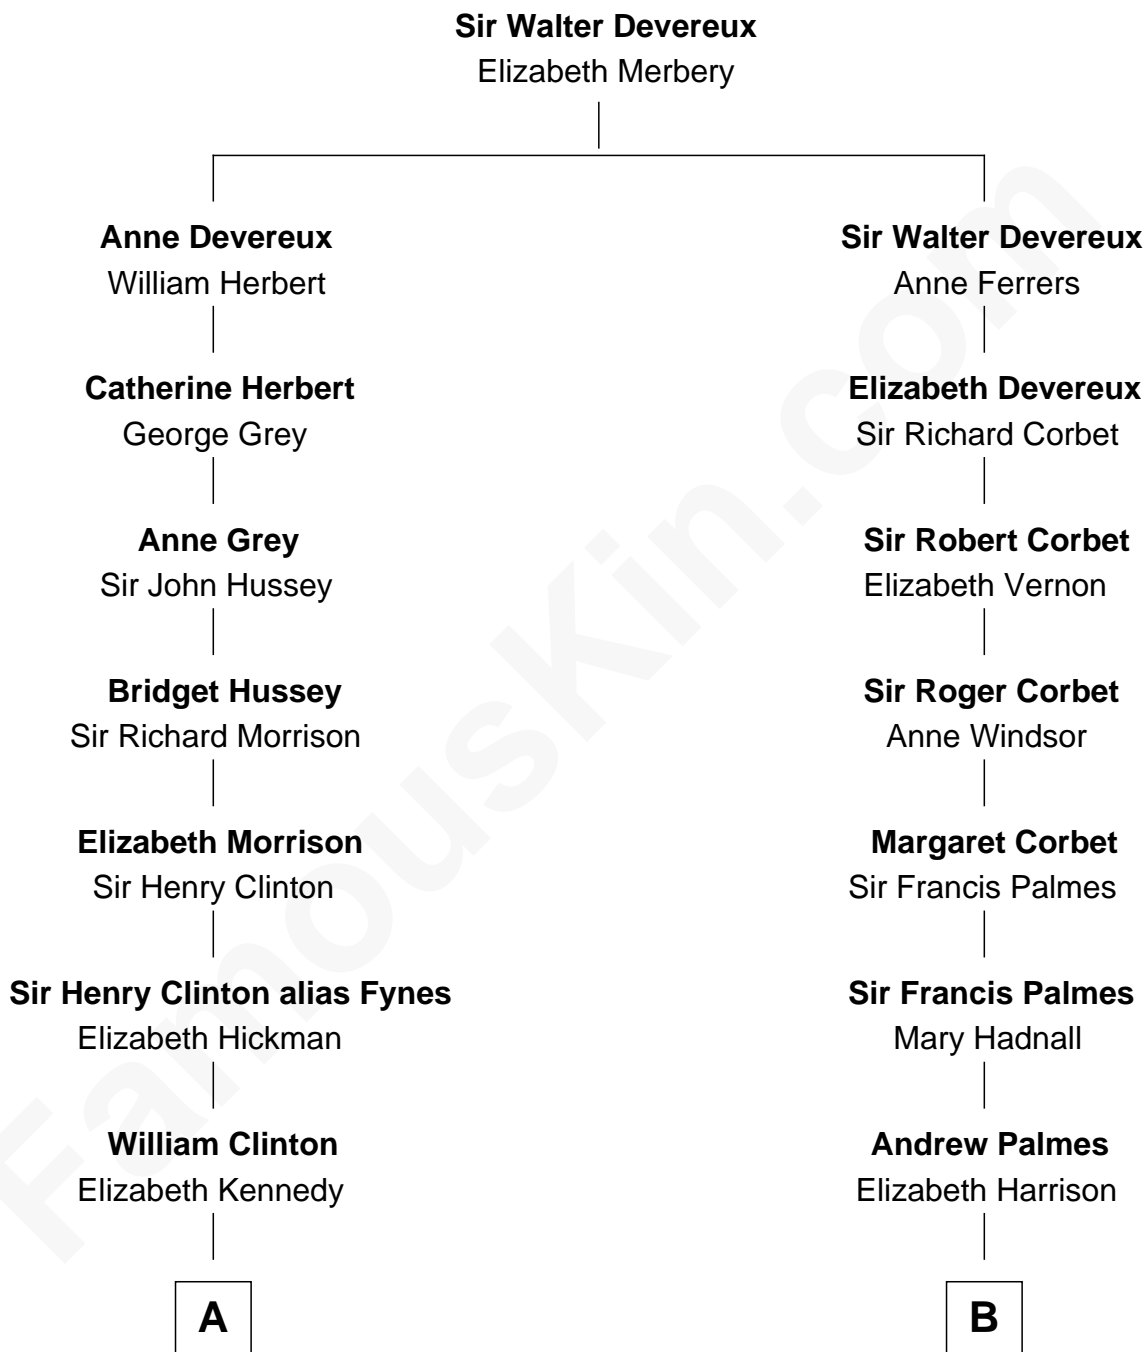 Sir Walter Devereux
Elizabeth Merbery
Anne Devereux
William Herbert
Catherine Herbert
George Grey
Anne Grey
Sir John Hussey
Bridget Hussey
Sir Richard Morrison
Elizabeth Morrison
Sir Henry Clinton
Sir Henry Clinton alias Fynes
Elizabeth Hickman
William Clinton
Elizabeth Kennedy
A
Sir Walter Devereux
Anne Ferrers
Elizabeth Devereux
Sir Richard Corbet
Sir Robert Corbet
Elizabeth Vernon
Sir Roger Corbet
Anne Windsor
Margaret Corbet
Sir Francis Palmes
Sir Francis Palmes
Mary Hadnall
Andrew Palmes
Elizabeth Harrison
B
FamousKin.com